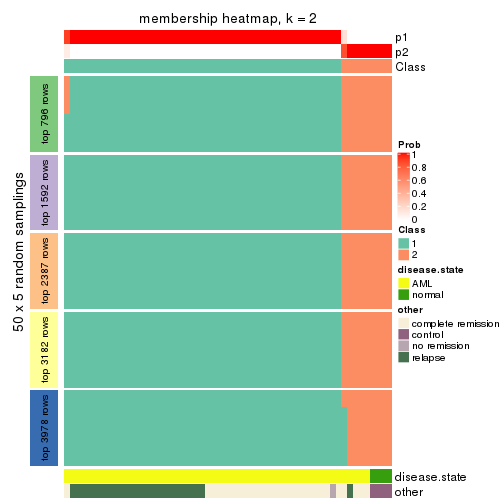 membership heatmap, k = 2
p1
p2
Class
50 x 5 random samplings
top 796 rows
top 1592 rows
top 2387 rows
top 3182 rows
top 3978 rows
disease.state
other
Prob
1
0.8
0.6
0.4
0.2
0
Class
1
2
disease.state
AML
normal
other
complete remission
control
no remission
relapse